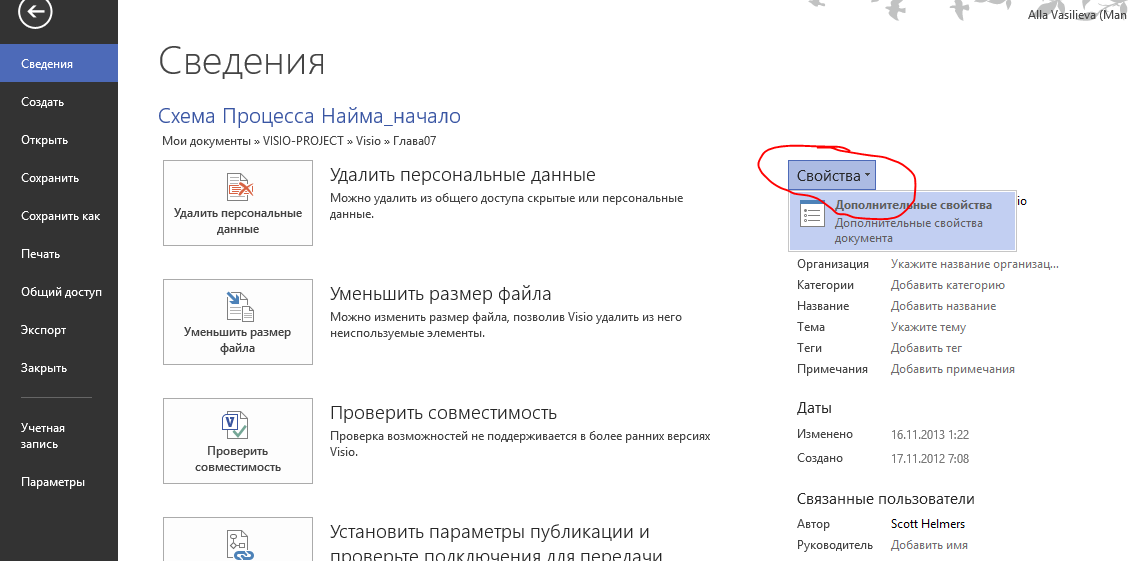 Alla Vasilieva (Man
Сведения
Создать
Открыть
Сохранить
Сохранить как
Печать
Общий доступ
Экспорт
Закрыть
Учетная
запись
Параметры
Сведения
Схема Процесса Найма_начало
Мои документы » VISIO-PROJECT » Visio » Глава07
Удалить персональные
данные
Удалить персональные данные
Можно удалить из общего доступа скрытые или персональные
данные.
Уменьшить размер
файла
Уменьшить размер файла
Можно изменить размер файла, позволив Visio удалить из него
неиспользуемые элементы.
Проверить
совместимость
Проверить совместимость
Проверка возможностей не поддерживается в более ранних версиях
Visio.
Установить параметры публикации и
проверьте подключения для передачи
Свойства
Дополнительные свойства
Дополнительные свойства
документа
io
Организация Укажите название организац...
Категории Добавить категорию
Название Добавить название
Тема Укажите тему
Теги Добавить тег
Примечания Добавить примечания
Даты
Изменено 16.11.2013 1:22
Создано 17.11.2012 7:08
Связанные пользователи
Автор Scott Helmers
Руководитель Добавить имя